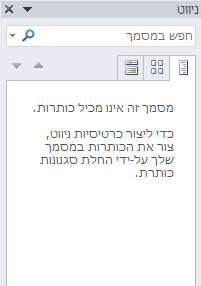 ניווט
חפש במסמך
מסמך זה אינו מכיל כותרות.
כדי ליצור כרטיסיות ניווט,
צור את הכותרות במסמך
שלך על-ידי החלת סגנונות
כותרת.